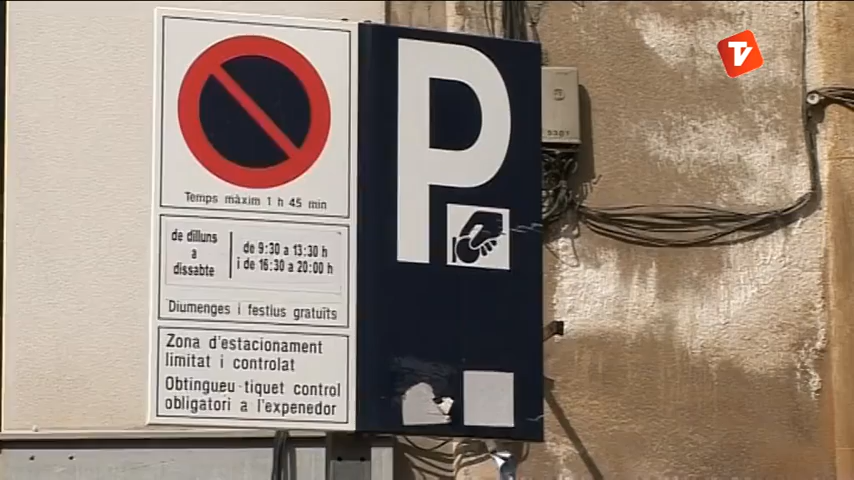 TV
P
Temps màxim 1 h 45 min
de dilluns
a
dissabte
de 9:30 a 13:30 h
i de 16:30 a 20:00 h
Diumenges i festius gratuïts
Zona d'estacionament
limitat i controlat
Obtingueu tiquet control
obligatori a l'expenedor